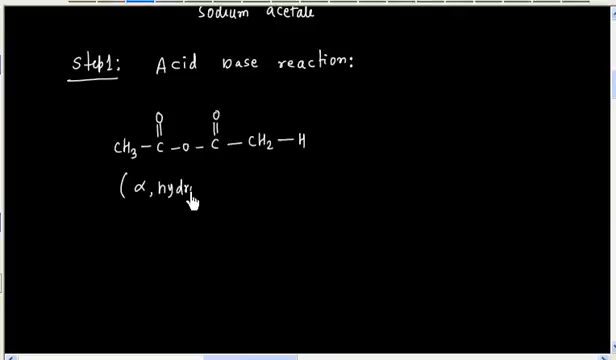 sodium acetate
Step1: Acid base reaction:
O O
CH3 - C - O - C - CH2 - H
(α, hydr